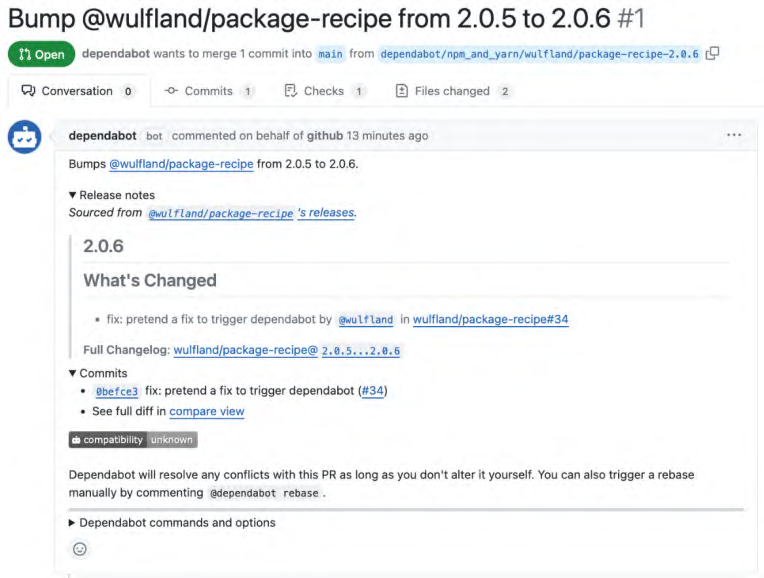 Bump @wulfland/package-recipe from 2.0.5 to 2.0.6 #1
Open dependabot wants to merge 1 commit into main from dependabot/npm_and_yarn/wulfland/package-recipe-2.0.6
Conversation 0 Commits 1 Checks 1 Files changed 2
dependabot bot commented on behalf of github 13 minutes ago ...
Bumps @wulfland/package-recipe from 2.0.5 to 2.0.6.
▼ Release notes
Sourced from @wulfland/package-recipe 's releases.
2.0.6
What's Changed
• fix: pretend a fix to trigger dependabot by @wulfland in wulfland/package-recipe#34
Full Changelog: wulfland/package-recipe@ 2.0.5...2.0.6
▼ Commits
• 0befce3 fix: pretend a fix to trigger dependabot (#34)
• See full diff in compare view
compatibility unknown
Dependabot will resolve any conflicts with this PR as long as you don't alter it yourself. You can also trigger a rebase
manually by commenting @dependabot rebase .
▶ Dependabot commands and options